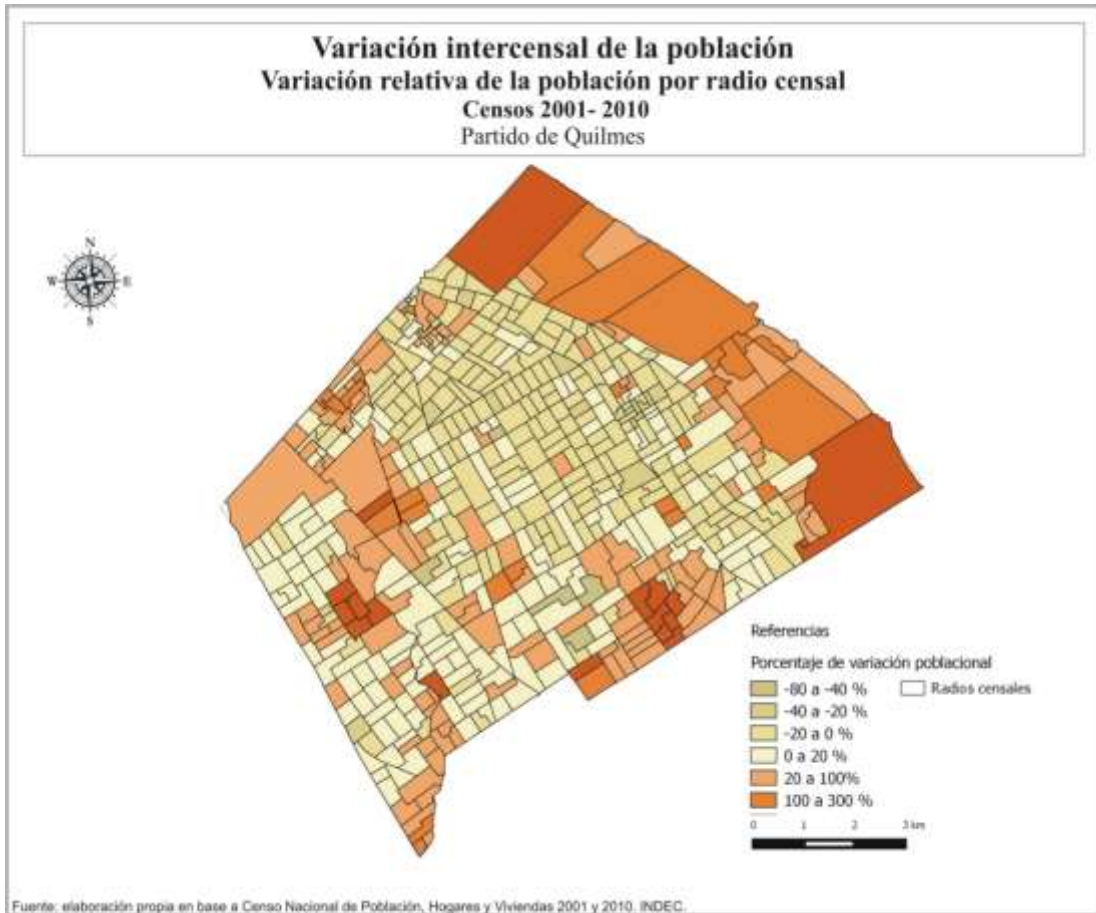 Variación intercensal de la población
Variación relativa de la población por radio censal
Censos 2001- 2010
Partido de Quilmes
N
W E
S
Referencias
Porcentaje de variación poblacional
-80 a -40 % Radios censales
-40 a -20%
-20 a 0 %
0 a 20 %
20 a 100%
100 a 300 %
0 1 2 3 km
Fuente: elaboración propia en base a Censo Nacional de Población, Hogares y Viviendas 2001 y 2010. INDEC.